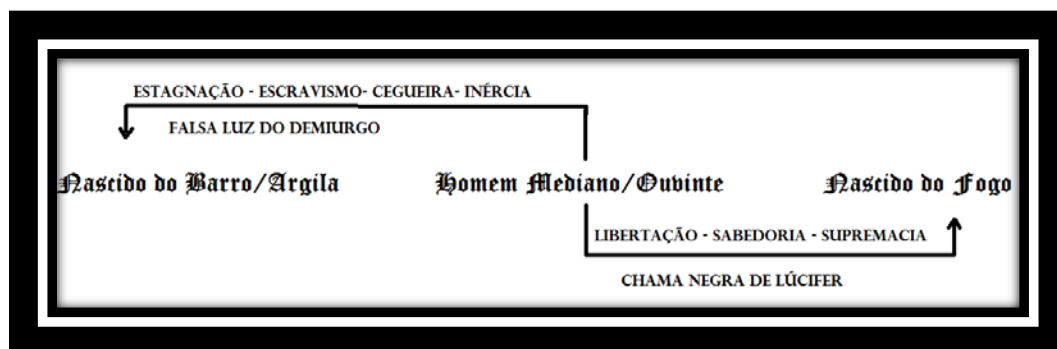 ESTAGNAÇÃO - ESCRAVISMO- CEGUEIRA- INÉRCIA
FALSA LUZ DO DEMIURGO
Nascido do Barro/Argila Homem Mediano/Ouvinte Nascido do Fogo
LIBERTAÇÃO - SABEDORIA - SUPREMACIA
CHAMA NEGRA DE LÚCIFER